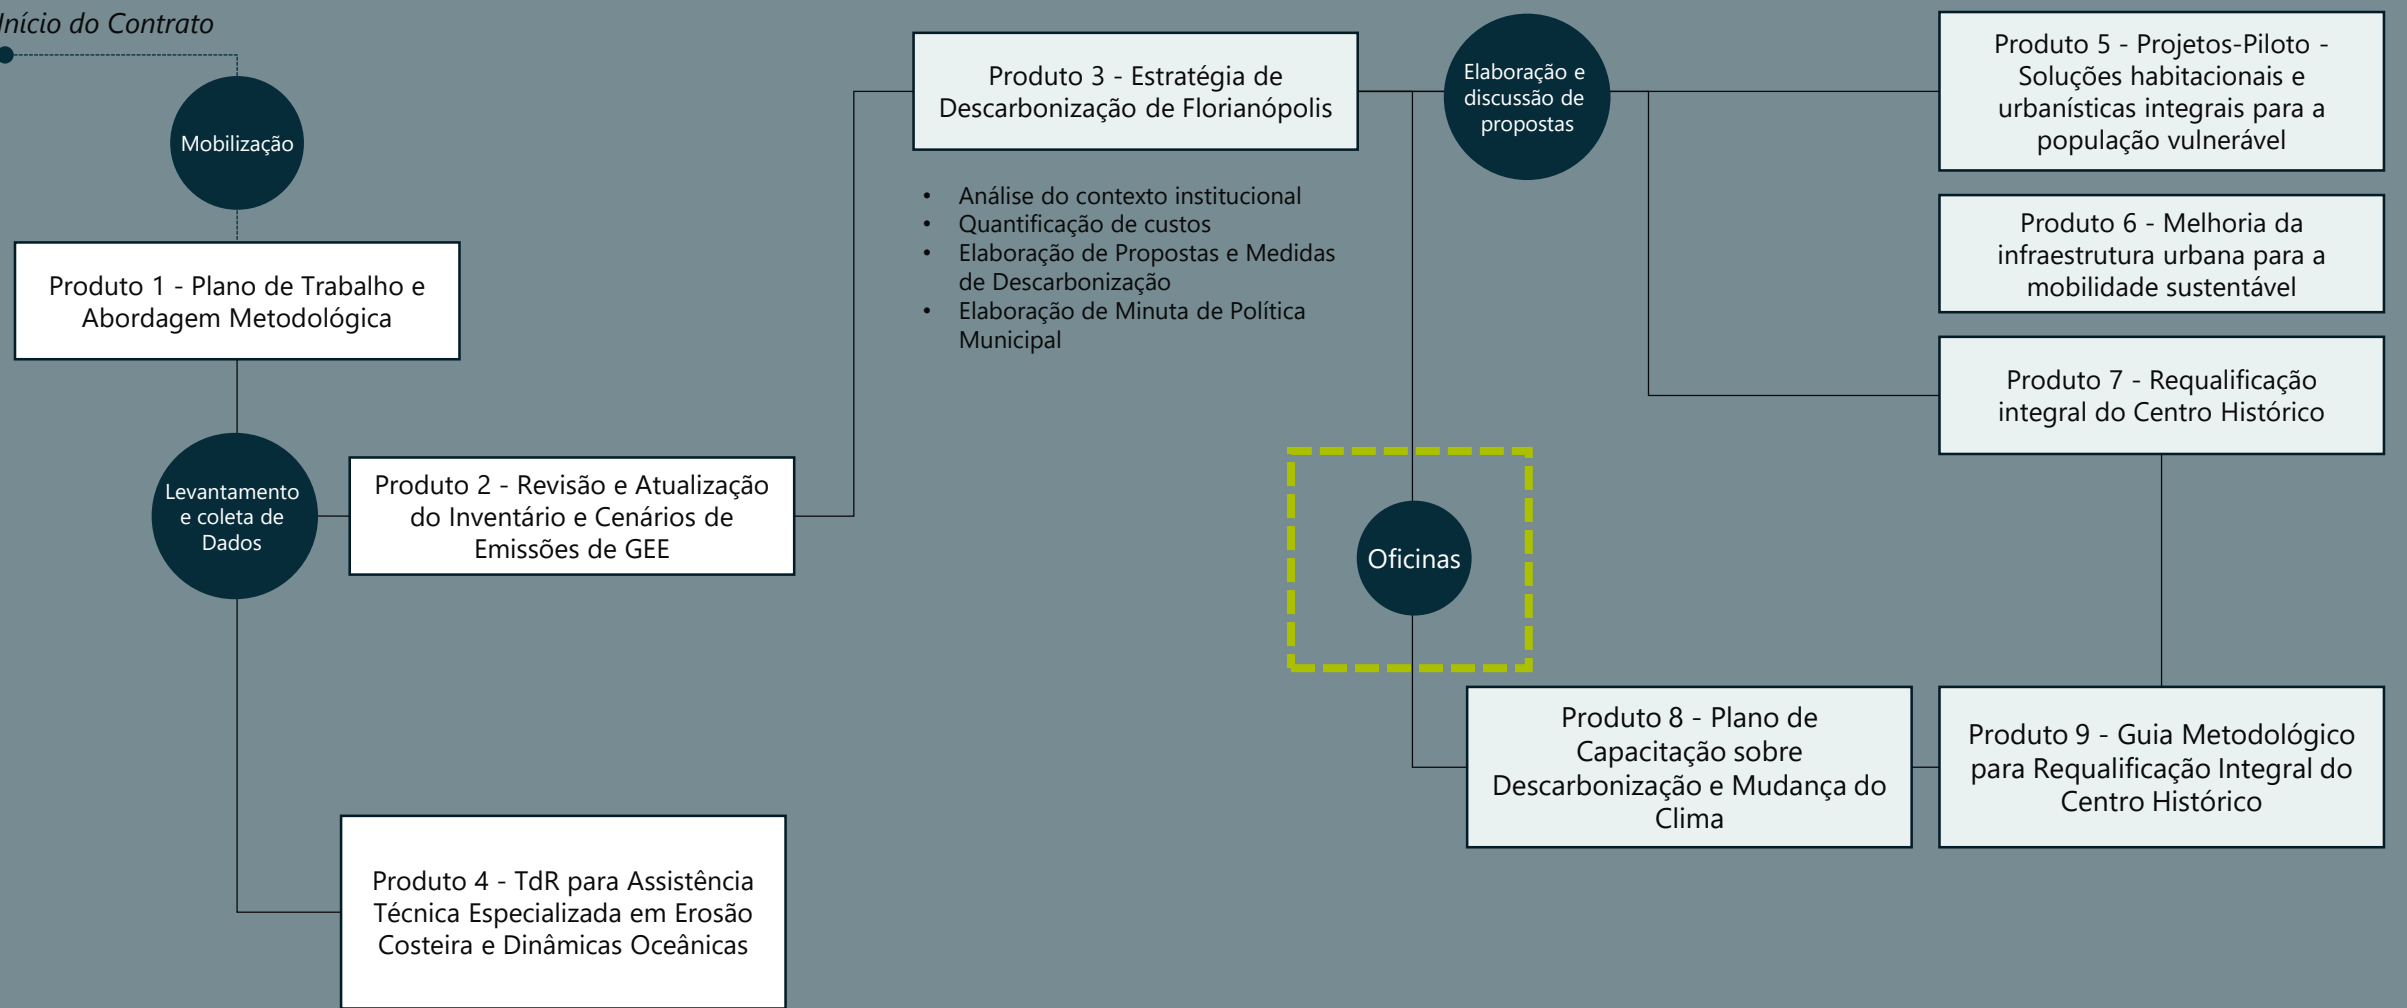 Início do Contrato
Mobilização
Produto 1 - Plano de Trabalho e
Abordagem Metodológica
Levantamento
e coleta de
Dados
Produto 2 - Revisão e Atualização
do Inventário e Cenários de
Emissões de GEE
Produto 4 - TdR para Assistência
Técnica Especializada em Erosão
Costeira e Dinâmicas Oceânicas
Produto 3 - Estratégia de
Descarbonização de Florianópolis
• Análise do contexto institucional
• Quantificação de custos
• Elaboração de Propostas e Medidas
de Descarbonização
• Elaboração de Minuta de Política
Municipal
Elaboração e
discussão de
propostas
Oficinas
Produto 5 - Projetos-Piloto -
Soluções habitacionais e
urbanísticas integrais para a
população vulnerável
Produto 6 - Melhoria da
infraestrutura urbana para a
mobilidade sustentável
Produto 7 - Requalificação
integral do Centro Histórico
Produto 8 - Plano de
Capacitação sobre
Descarbonização e Mudança do
Clima
Produto 9 - Guia Metodológico
para Requalificação Integral do
Centro Histórico